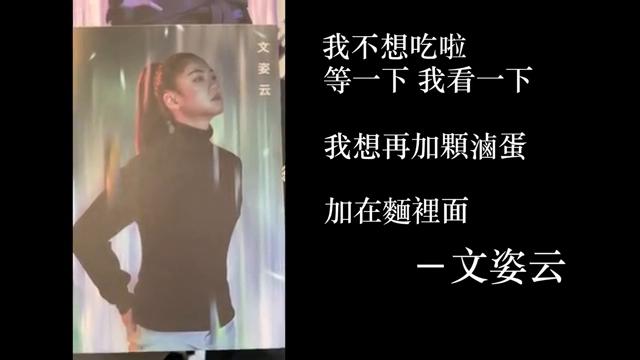 文姿云
我不想吃啦
等一下 我看一下
我想再加顆滷蛋
加在麵裡面
－文姿云